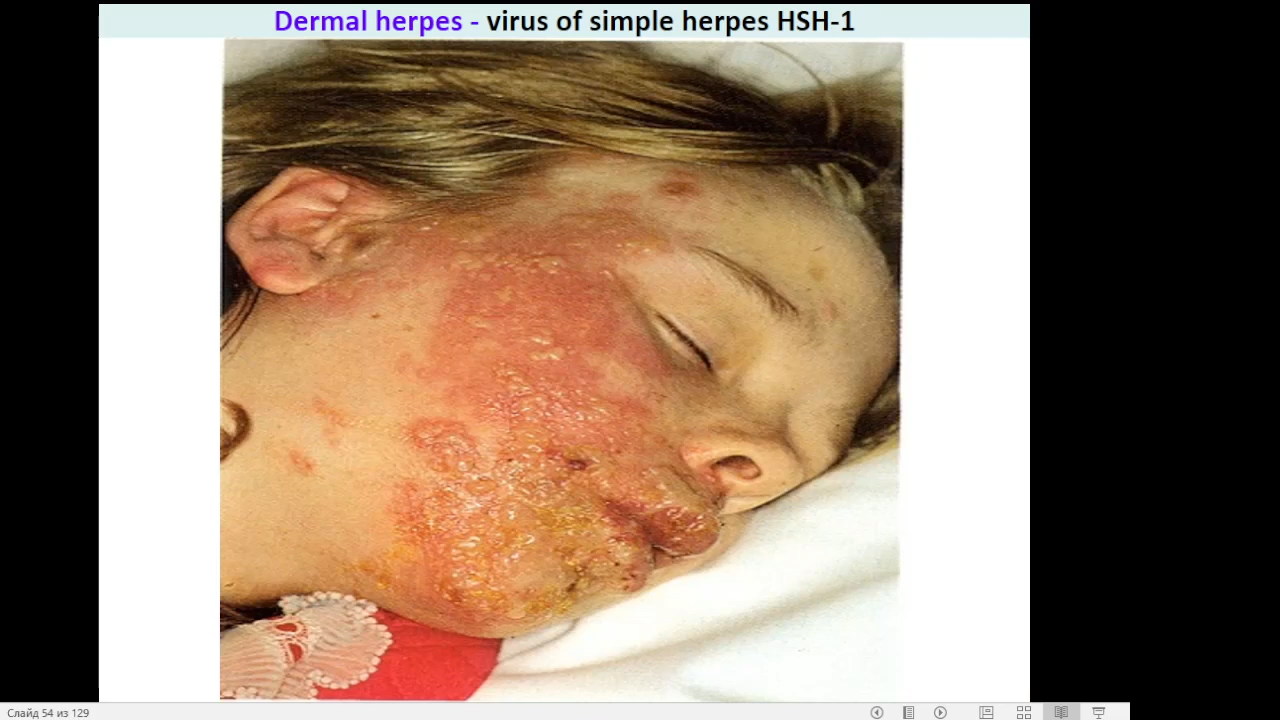 Dermal herpes - virus of simple herpes HSH-1
Слайд 54 из 129